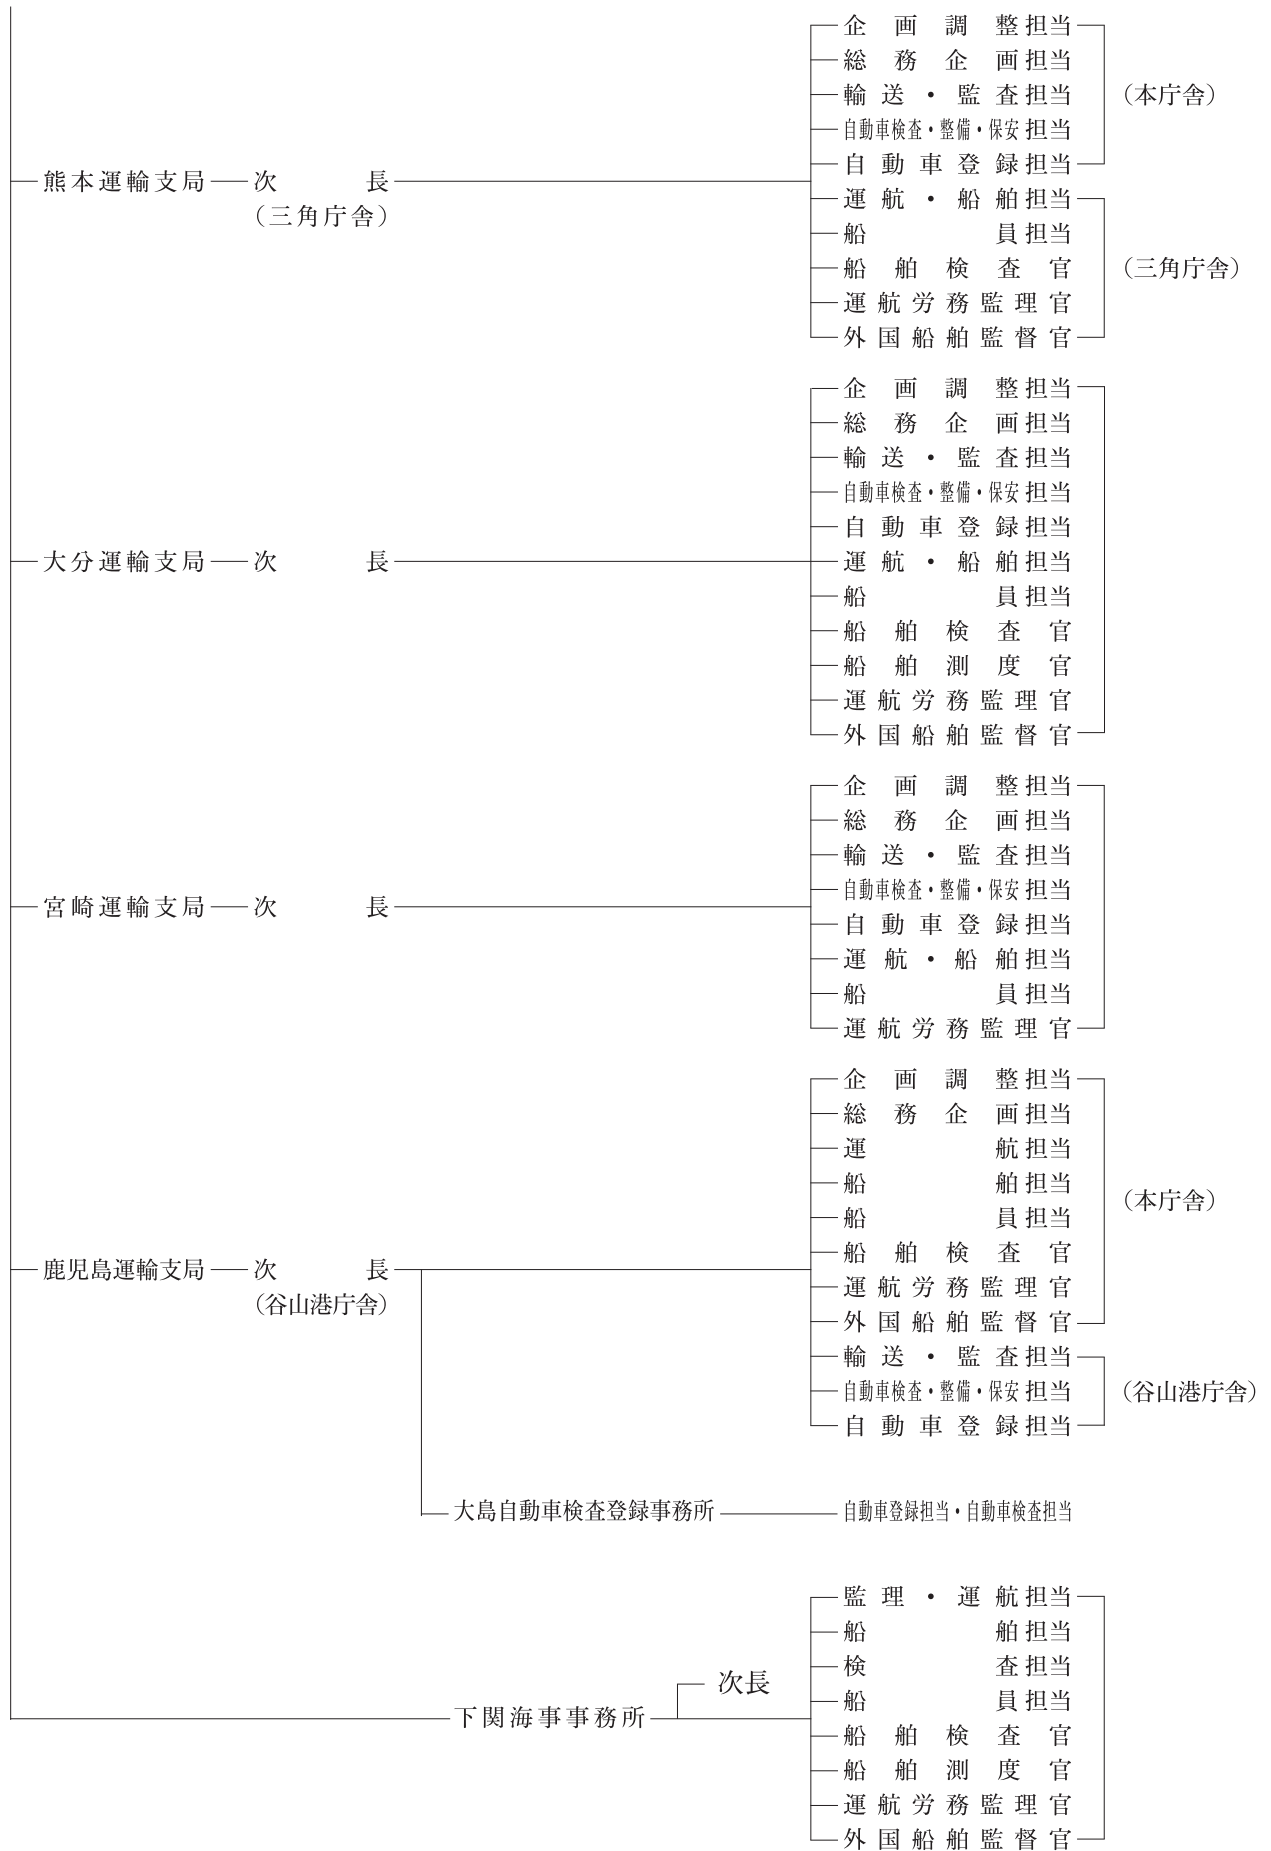 熊本運輸支局
次長
（三角庁舎）
企画調整担当
総務企画担当
輸送・監査担当
自動車検査・整備・保安担当
自動車登録担当
（本庁舎）
運航・船舶担当
船員担当
船舶検査官
運航労務監理官
外国船舶監督官
（三角庁舎）
大分運輸支局
次長
企画調整担当
総務企画担当
輸送・監査担当
自動車検査・整備・保安担当
自動車登録担当
運航・船舶担当
船員担当
船舶検査官
船舶測度官
運航労務監理官
外国船舶監督官
宮崎運輸支局
次長
企画調整担当
総務企画担当
輸送・監査担当
自動車検査・整備・保安担当
自動車登録担当
運航・船舶担当
船員担当
運航労務監理官
鹿児島運輸支局
次長
（谷山港庁舎）
企画調整担当
総務企画担当
運航担当
船舶担当
船員担当
船舶検査官
運航労務監理官
外国船舶監督官
（本庁舎）
輸送・監査担当
自動車検査・整備・保安担当
自動車登録担当
（谷山港庁舎）
大島自動車検査登録事務所
自動車登録担当・自動車検査担当
下関海事事務所
次長
監理・運航担当
船舶担当
検査担当
船員担当
船舶検査官
船舶測度官
運航労務監理官
外国船舶監督官